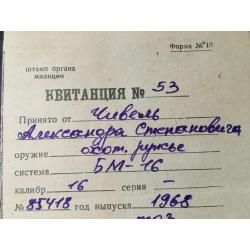 Форма № 10
штамп органа
милиции
КВИТАНЦИЯ № 53
Принято от Чивель
Александра Степановича
оружие охот. ружье
система БМ-16
калибр 16 серия –
№ 85418 год выпуска 1968